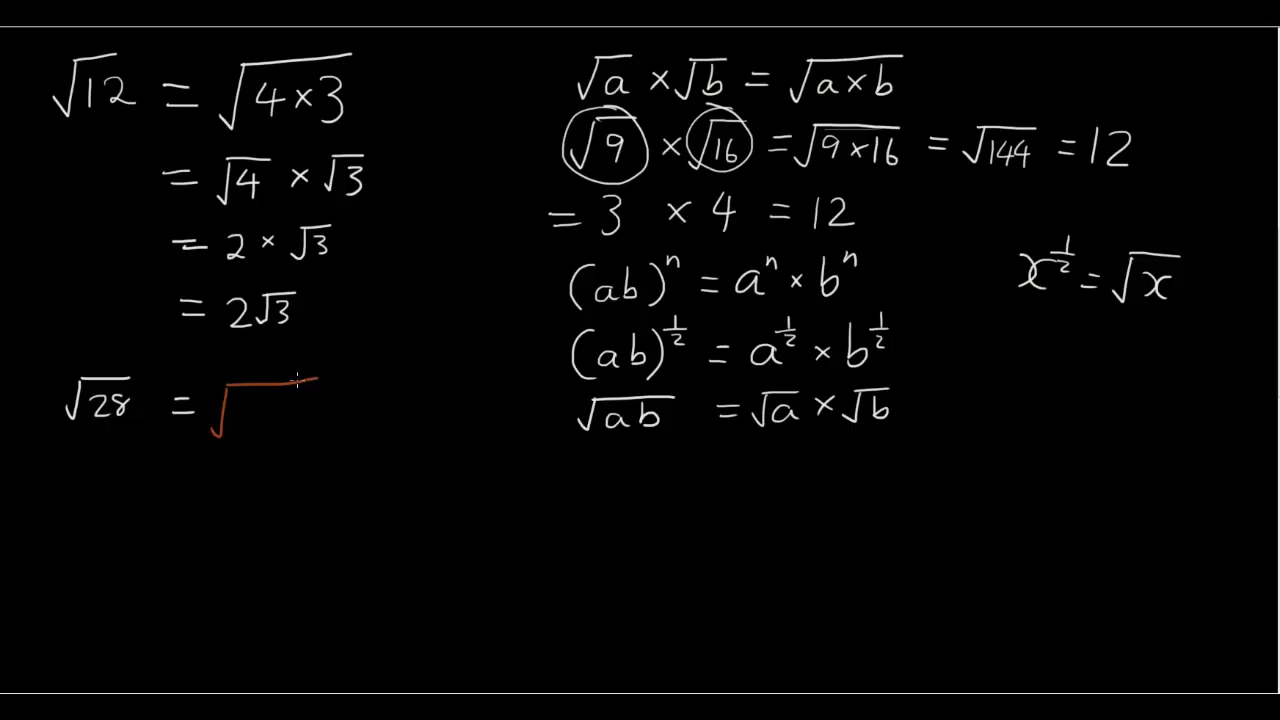 √12 = √(4 × 3)
= √4 × √3
= 2 × √3
= 2√3
√28 = √
√a × √b = √(a × b)
√9 × √16 = √(9 × 16) = √144 = 12
= 3 × 4 = 12
(ab)ⁿ = aⁿ × bⁿ
(ab)^(1/2) = a^(1/2) × b^(1/2)
√ab = √a × √b
x^(1/2) = √x